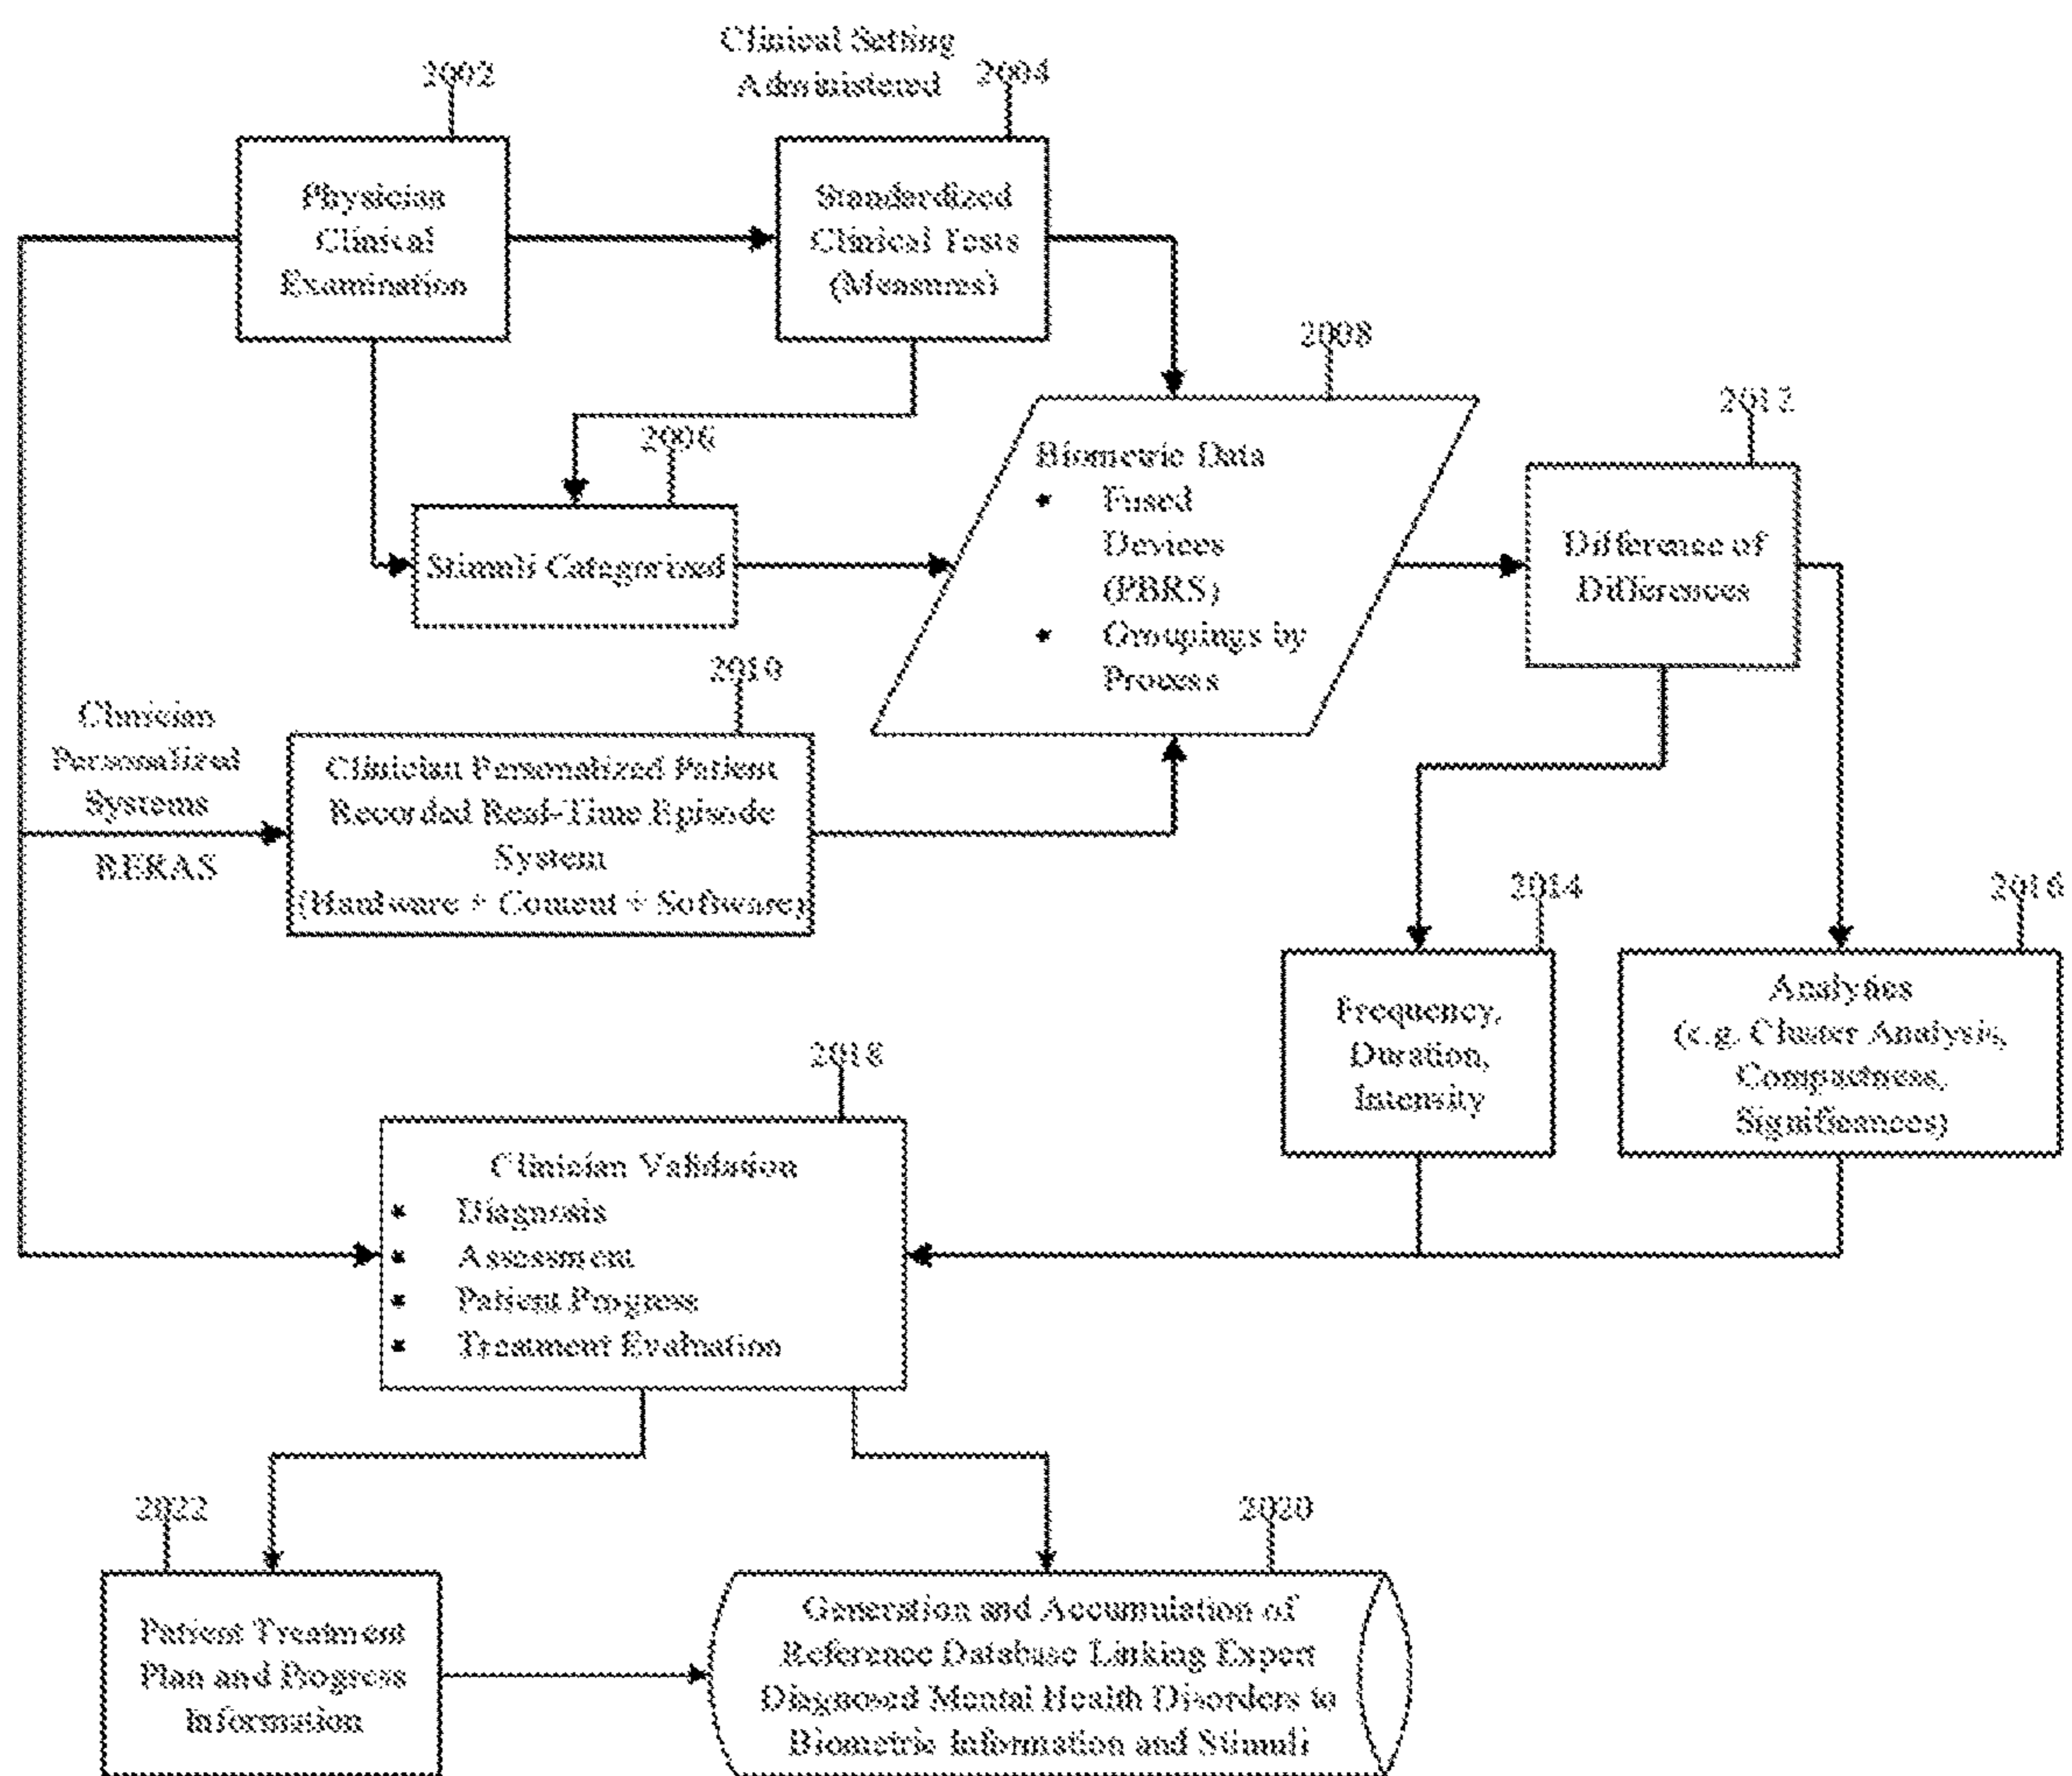 Clinical Setting
Administered
2002
2004
Physician
Clinical
Examination
Standardized
Clinical Tests
(Measures)
2008
2012
2006
Biometric Data
• Fused
Devices
(PBRS)
• Groupings by
Process
Stimuli Categorized
Difference of
Differences
2010
Clinician
Personalized
Systems
RERAS
Clinician Personalized Patient
Recorded Real-Time Episode
System
(Hardware + Content + Software)
2014
2016
Frequency,
Duration,
Intensity
Analytics
(e.g. Cluster Analysis,
Compactness,
Significances)
2018
Clinician Validation
• Diagnosis
• Assessment
• Patient Progress
• Treatment Evaluation
2022
2020
Patient Treatment
Plan and Progress
Information
Generation and Accumulation of
Reference Database Linking Expert
Diagnosed Mental Health Disorders to
Biometric Information and Stimuli